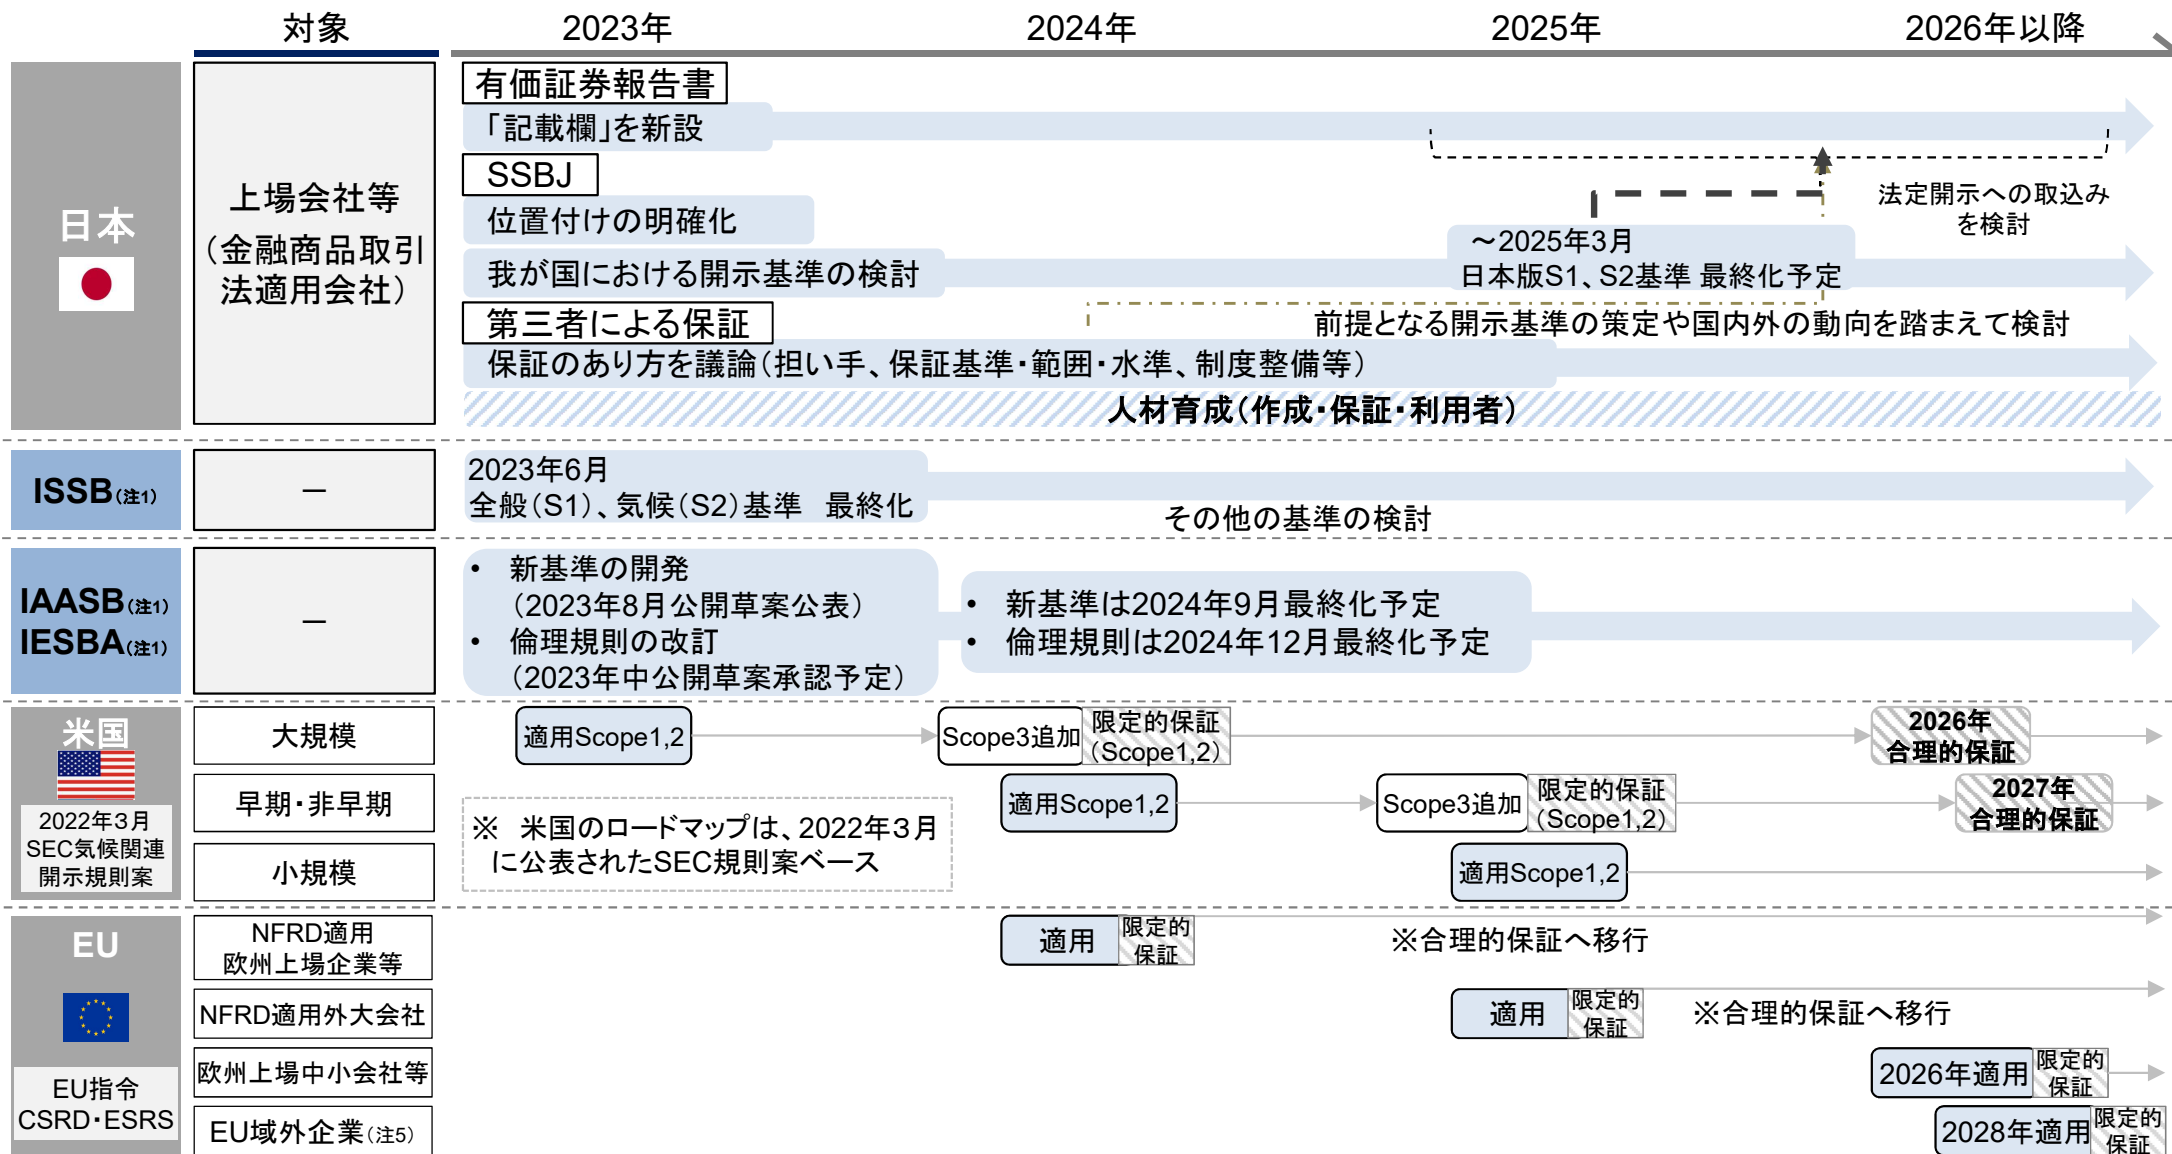 対象
2023年
2024年
2025年
2026年以降
日本
上場会社等
（金融商品取引
法適用会社）
有価証券報告書
「記載欄」を新設
SSBJ
位置付けの明確化
我が国における開示基準の検討
～2025年3月
日本版S1、S2基準 最終化予定
法定開示への取込み
を検討
第三者による保証
前提となる開示基準の策定や国内外の動向を踏まえて検討
保証のあり方を議論（担い手、保証基準・範囲・水準、制度整備等）
人材育成（作成・保証・利用者）
ISSB（注1）
－
2023年6月
全般（S1）、気候（S2）基準　最終化
その他の基準の検討
IAASB（注1）
IESBA（注1）
－
• 新基準の開発
（2023年8月公開草案公表）
• 倫理規則の改訂
（2023年中公開草案承認予定）
• 新基準は2024年9月最終化予定
• 倫理規則は2024年12月最終化予定
米国
2022年３月
SEC気候関連
開示規則案
大規模
適用Scope1,2
Scope3追加
限定的保証
（Scope1,2）
2026年
合理的保証
早期・非早期
適用Scope1,2
Scope3追加
限定的保証
（Scope1,2）
2027年
合理的保証
※　米国のロードマップは、2022年３月
に公表されたSEC規則案ベース
小規模
適用Scope1,2
EU
EU指令
CSRD・ESRS
NFRD適用
欧州上場企業等
適用
限定的
保証
※合理的保証へ移行
NFRD適用外大会社
適用
限定的
保証
※合理的保証へ移行
欧州上場中小会社等
2026年適用
限定的
保証
EU域外企業（注5）
2028年適用
限定的
保証